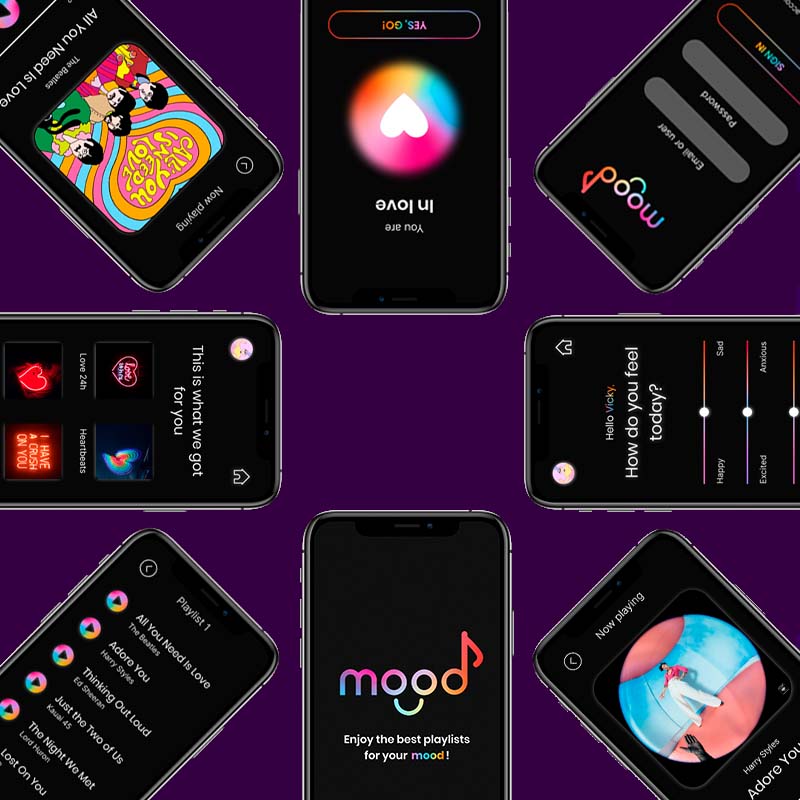 All You Need Is Love
The Beatles
ALL YOU
NEED
LOVE
Now playing
YES, GO!
In love
You are
SIGN IN
Password
Email or user
mood
This is what we got
for you
Love 24h
Heartbeats
I HAVE
A CRUSH
ON YOU
Hello Vicky,
How do you feel
today?
Sad
Happy
Anxious
Excited
Playlist 1
All You Need Is Love
The Beatles
Adore You
Harry Styles
Thinking Out Loud
Ed Sheeran
Just the Two of Us
Kauai 45
The Night We Met
Lord Huron
Lost On You
mood
Enjoy the best playlists
for your mood!
Now playing
Harry Styles
Adore You